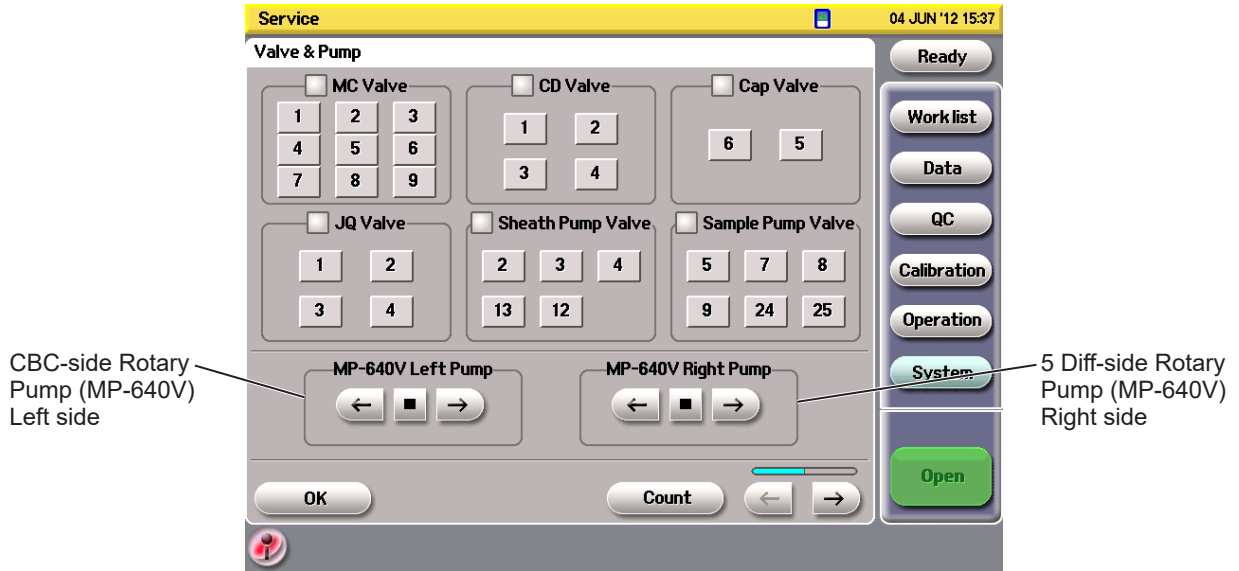 Service
04 JUN '12 15:37
Valve & Pump
Ready
MC Valve
1 2 3
4 5 6
7 8 9
CD Valve
1 2
3 4
Cap Valve
6 5
JQ Valve
1 2
3 4
Sheath Pump Valve
2 3 4
13 12
Sample Pump Valve
5 7 8
9 24 25
Work list
Data
QC
Calibration
Operation
System
Open
CBC-side Rotary
Pump (MP-640V)
Left side
MP-640V Left Pump
← ■ →
MP-640V Right Pump
← ■ →
5 Diff-side Rotary
Pump (MP-640V)
Right side
OK
Count
← →